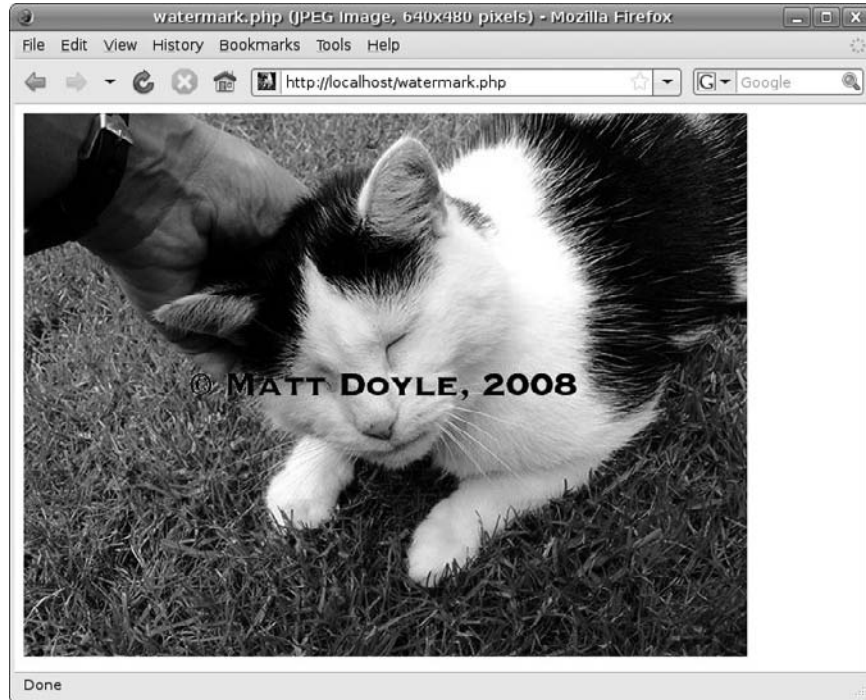 watermark.php (JPEG Image, 640x480 pixels) - Mozilla Firefox
File Edit View History Bookmarks Tools Help
http://localhost/watermark.php
G Google
© MATT DOYLE, 2008
Done